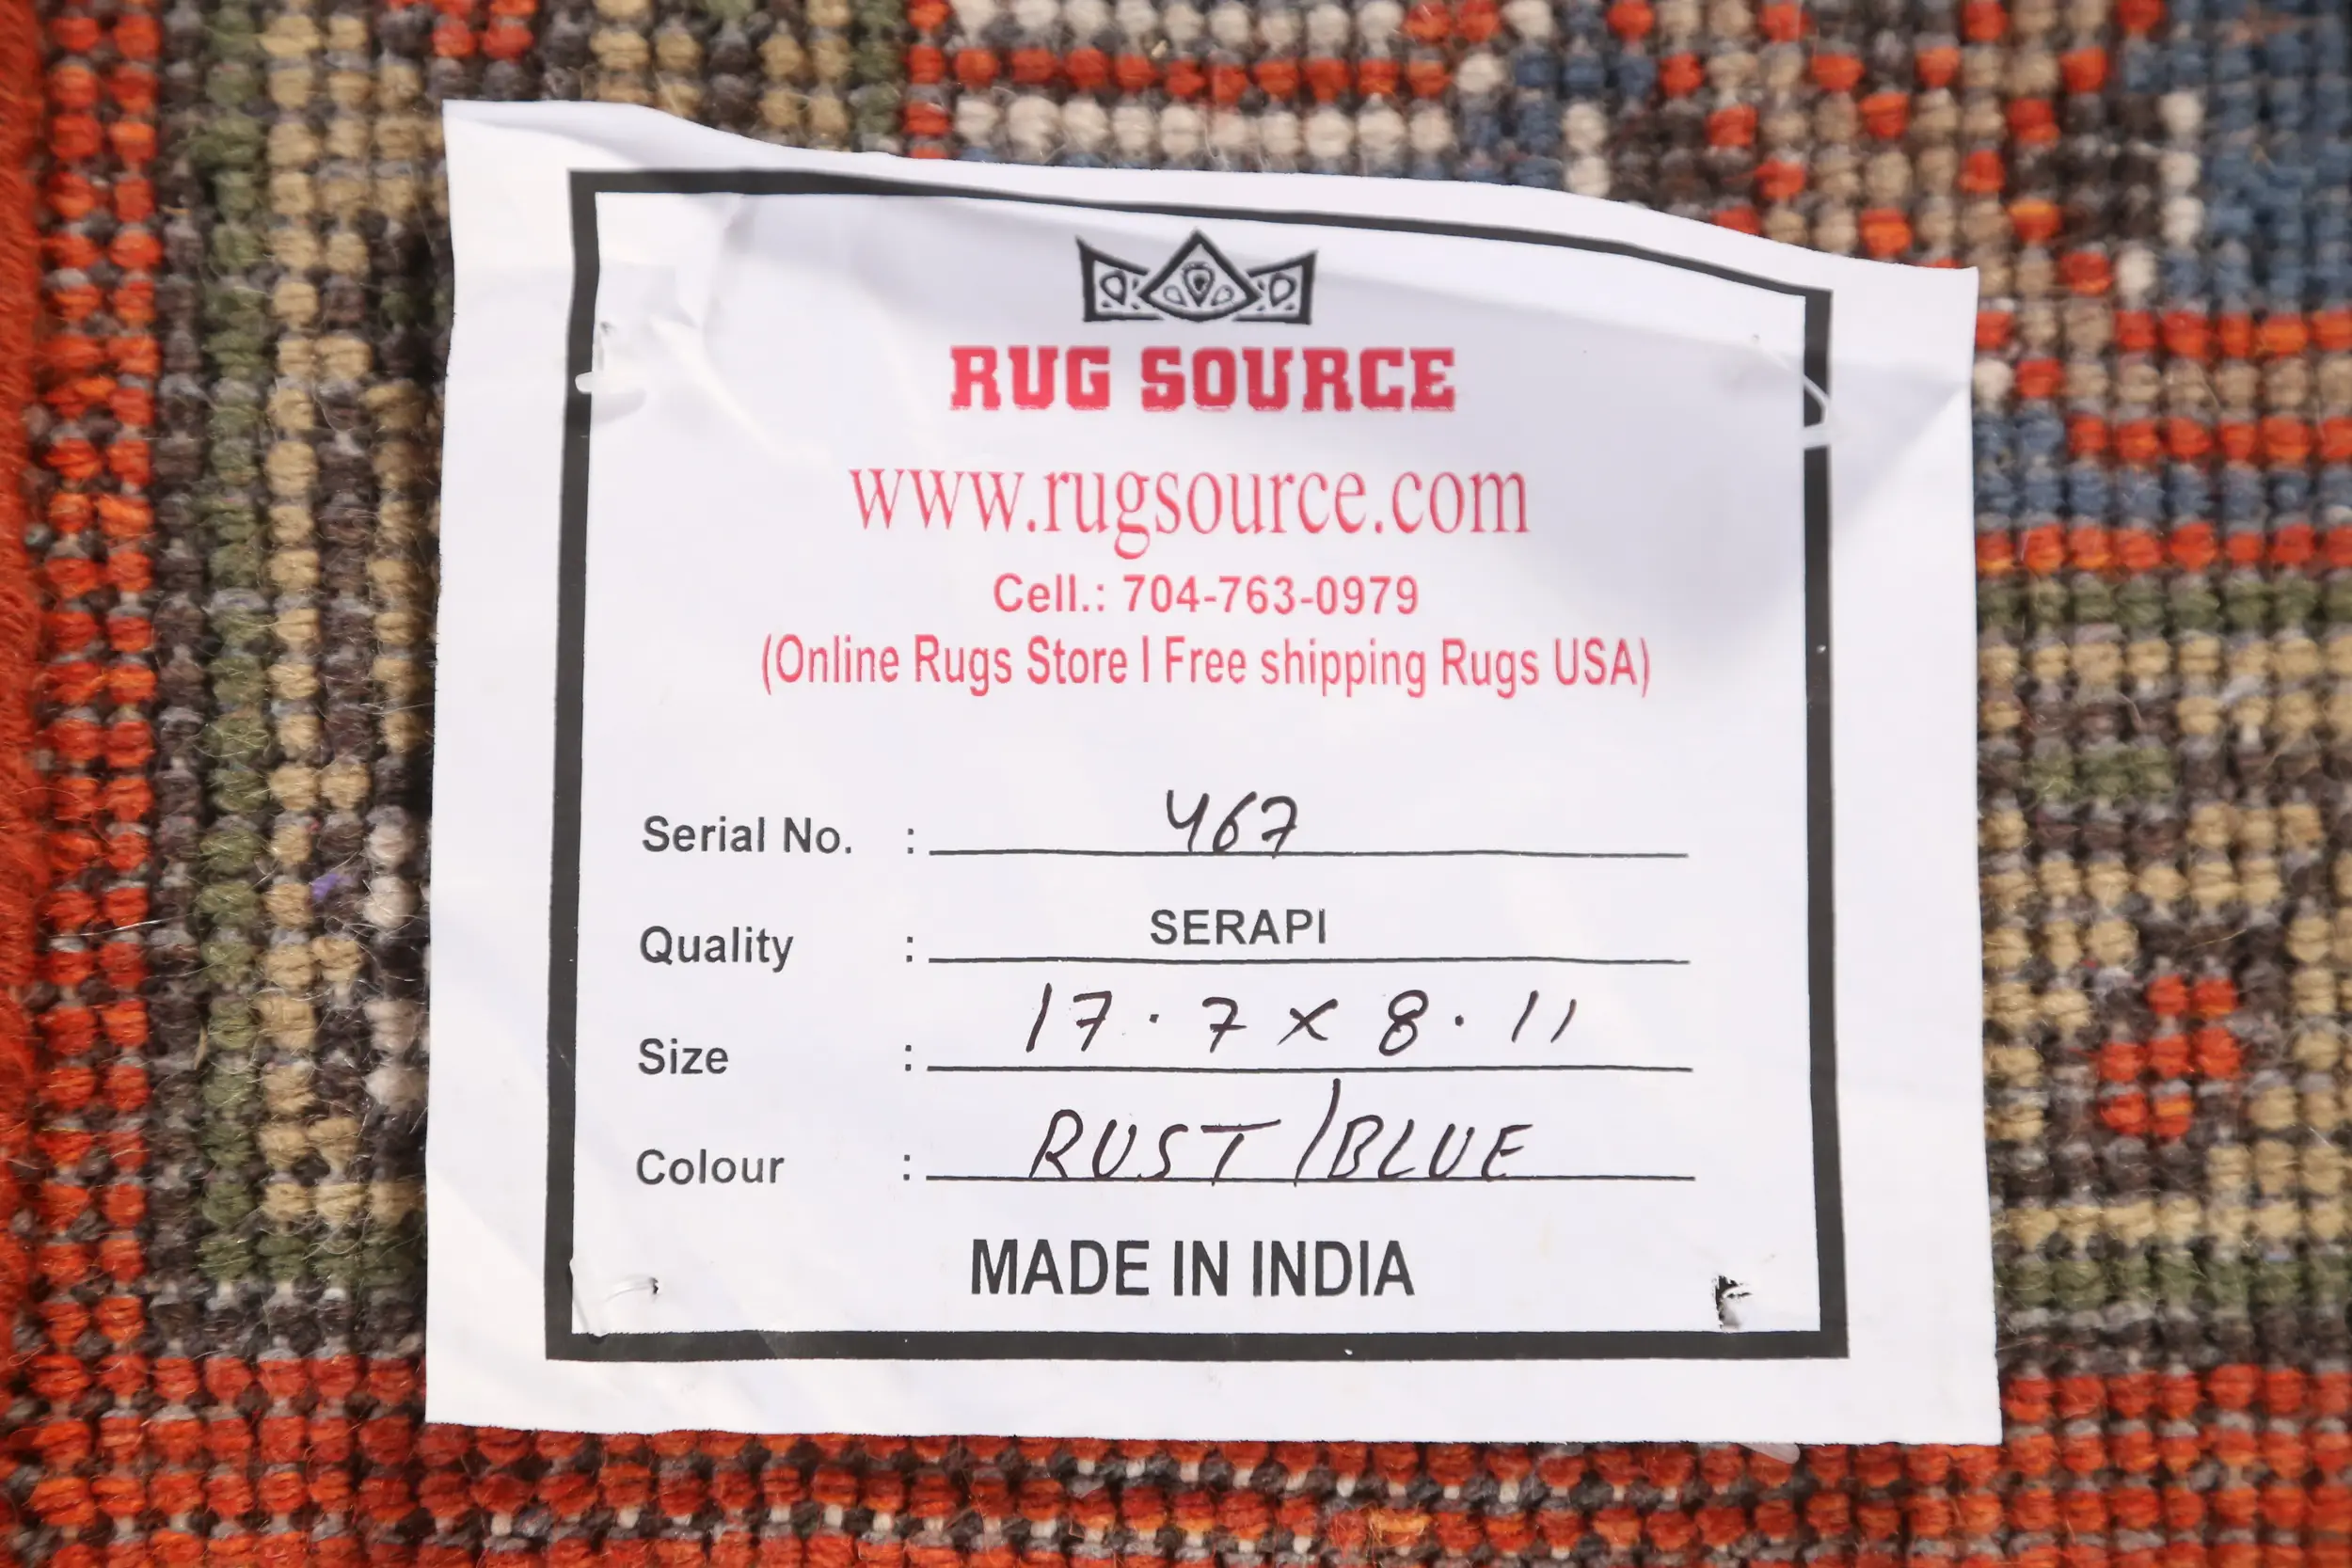 RUG SOURCE
www.rugsource.com
Cell.: 704-763-0979
(Online Rugs Store I Free shipping Rugs USA)
Serial No. : 467
Quality : SERAPI
Size : 17.7 x 8.11
Colour : RUST/BLUE
MADE IN INDIA